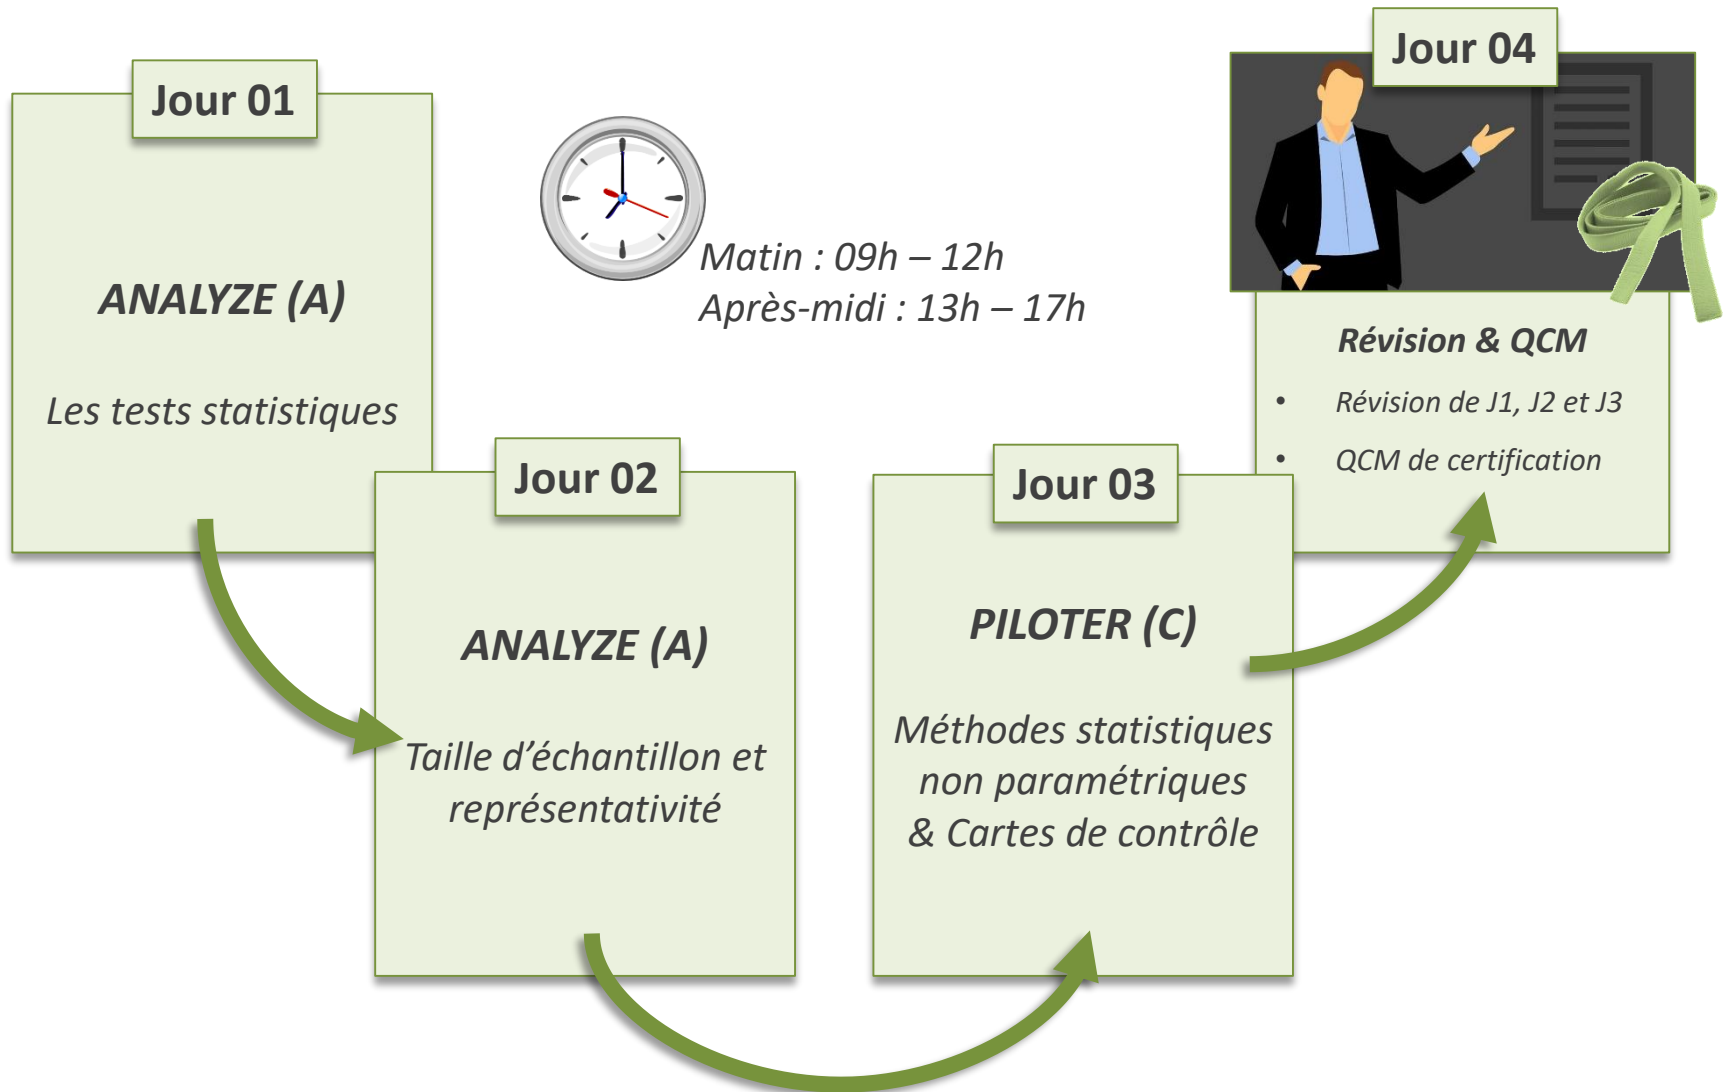 Jour 01
ANALYZE (A)
Les tests statistiques
Matin : 09h – 12h
Après-midi : 13h – 17h
Jour 02
ANALYZE (A)
Taille d’échantillon et
représentativité
Jour 03
PILOTER (C)
Méthodes statistiques
non paramétriques
& Cartes de contrôle
Jour 04
Révision & QCM
• Révision de J1, J2 et J3
• QCM de certification